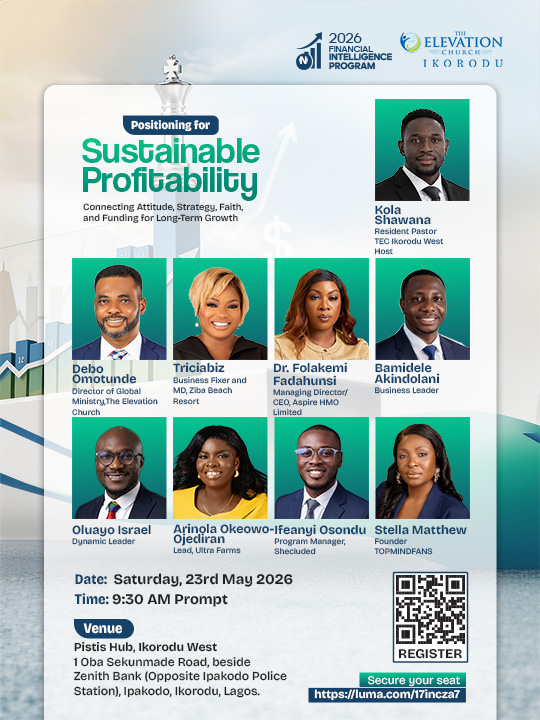 2026
FINANCIAL
INTELLIGENCE
PROGRAM
THE
ELEVATION
CHURCH
IKORODU
Positioning for
Sustainable
Profitability
Connecting Attitude, Strategy, Faith,
and Funding for Long-Term Growth
Kola
Shawana
Resident Pastor
TEC Ikorodu West
Host
Debo
Omotunde
Director of Global
Ministry,The Elevation
Church
Triciabiz
Business Fixer and
MD, Ziba Beach
Resort
Dr. Folakemi
Fadahunsi
Managing Director/
CEO, Aspire HMO
Limited
Bamidele
Akindolani
Business Leader
Oluayo Israel
Dynamic Leader
Arinola Okeowo-
Ojediran
Lead, Ultra Farms
Ifeanyi Osondu
Program Manager,
Shecluded
Stella Matthew
Founder
TOPMINDFANS
Date: Saturday, 23rd May 2026
Time: 9:30 AM Prompt
Venue
Pistis Hub, Ikorodu West
1 Oba Sekunmade Road, beside
Zenith Bank (Opposite Ipakodo Police
Station), Ipakodo, Ikorodu, Lagos.
REGISTER
Secure your seat
https://luma.com/17incza7